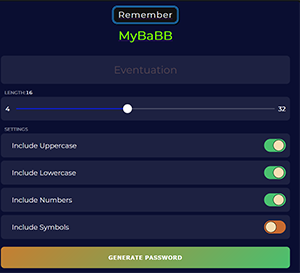 Remember
MyBaBB
Eventuation
LENGTH: 16
4 32
SETTINGS
Include Uppercase
Include Lowercase
Include Numbers
Include Symbols
GENERATE PASSWORD